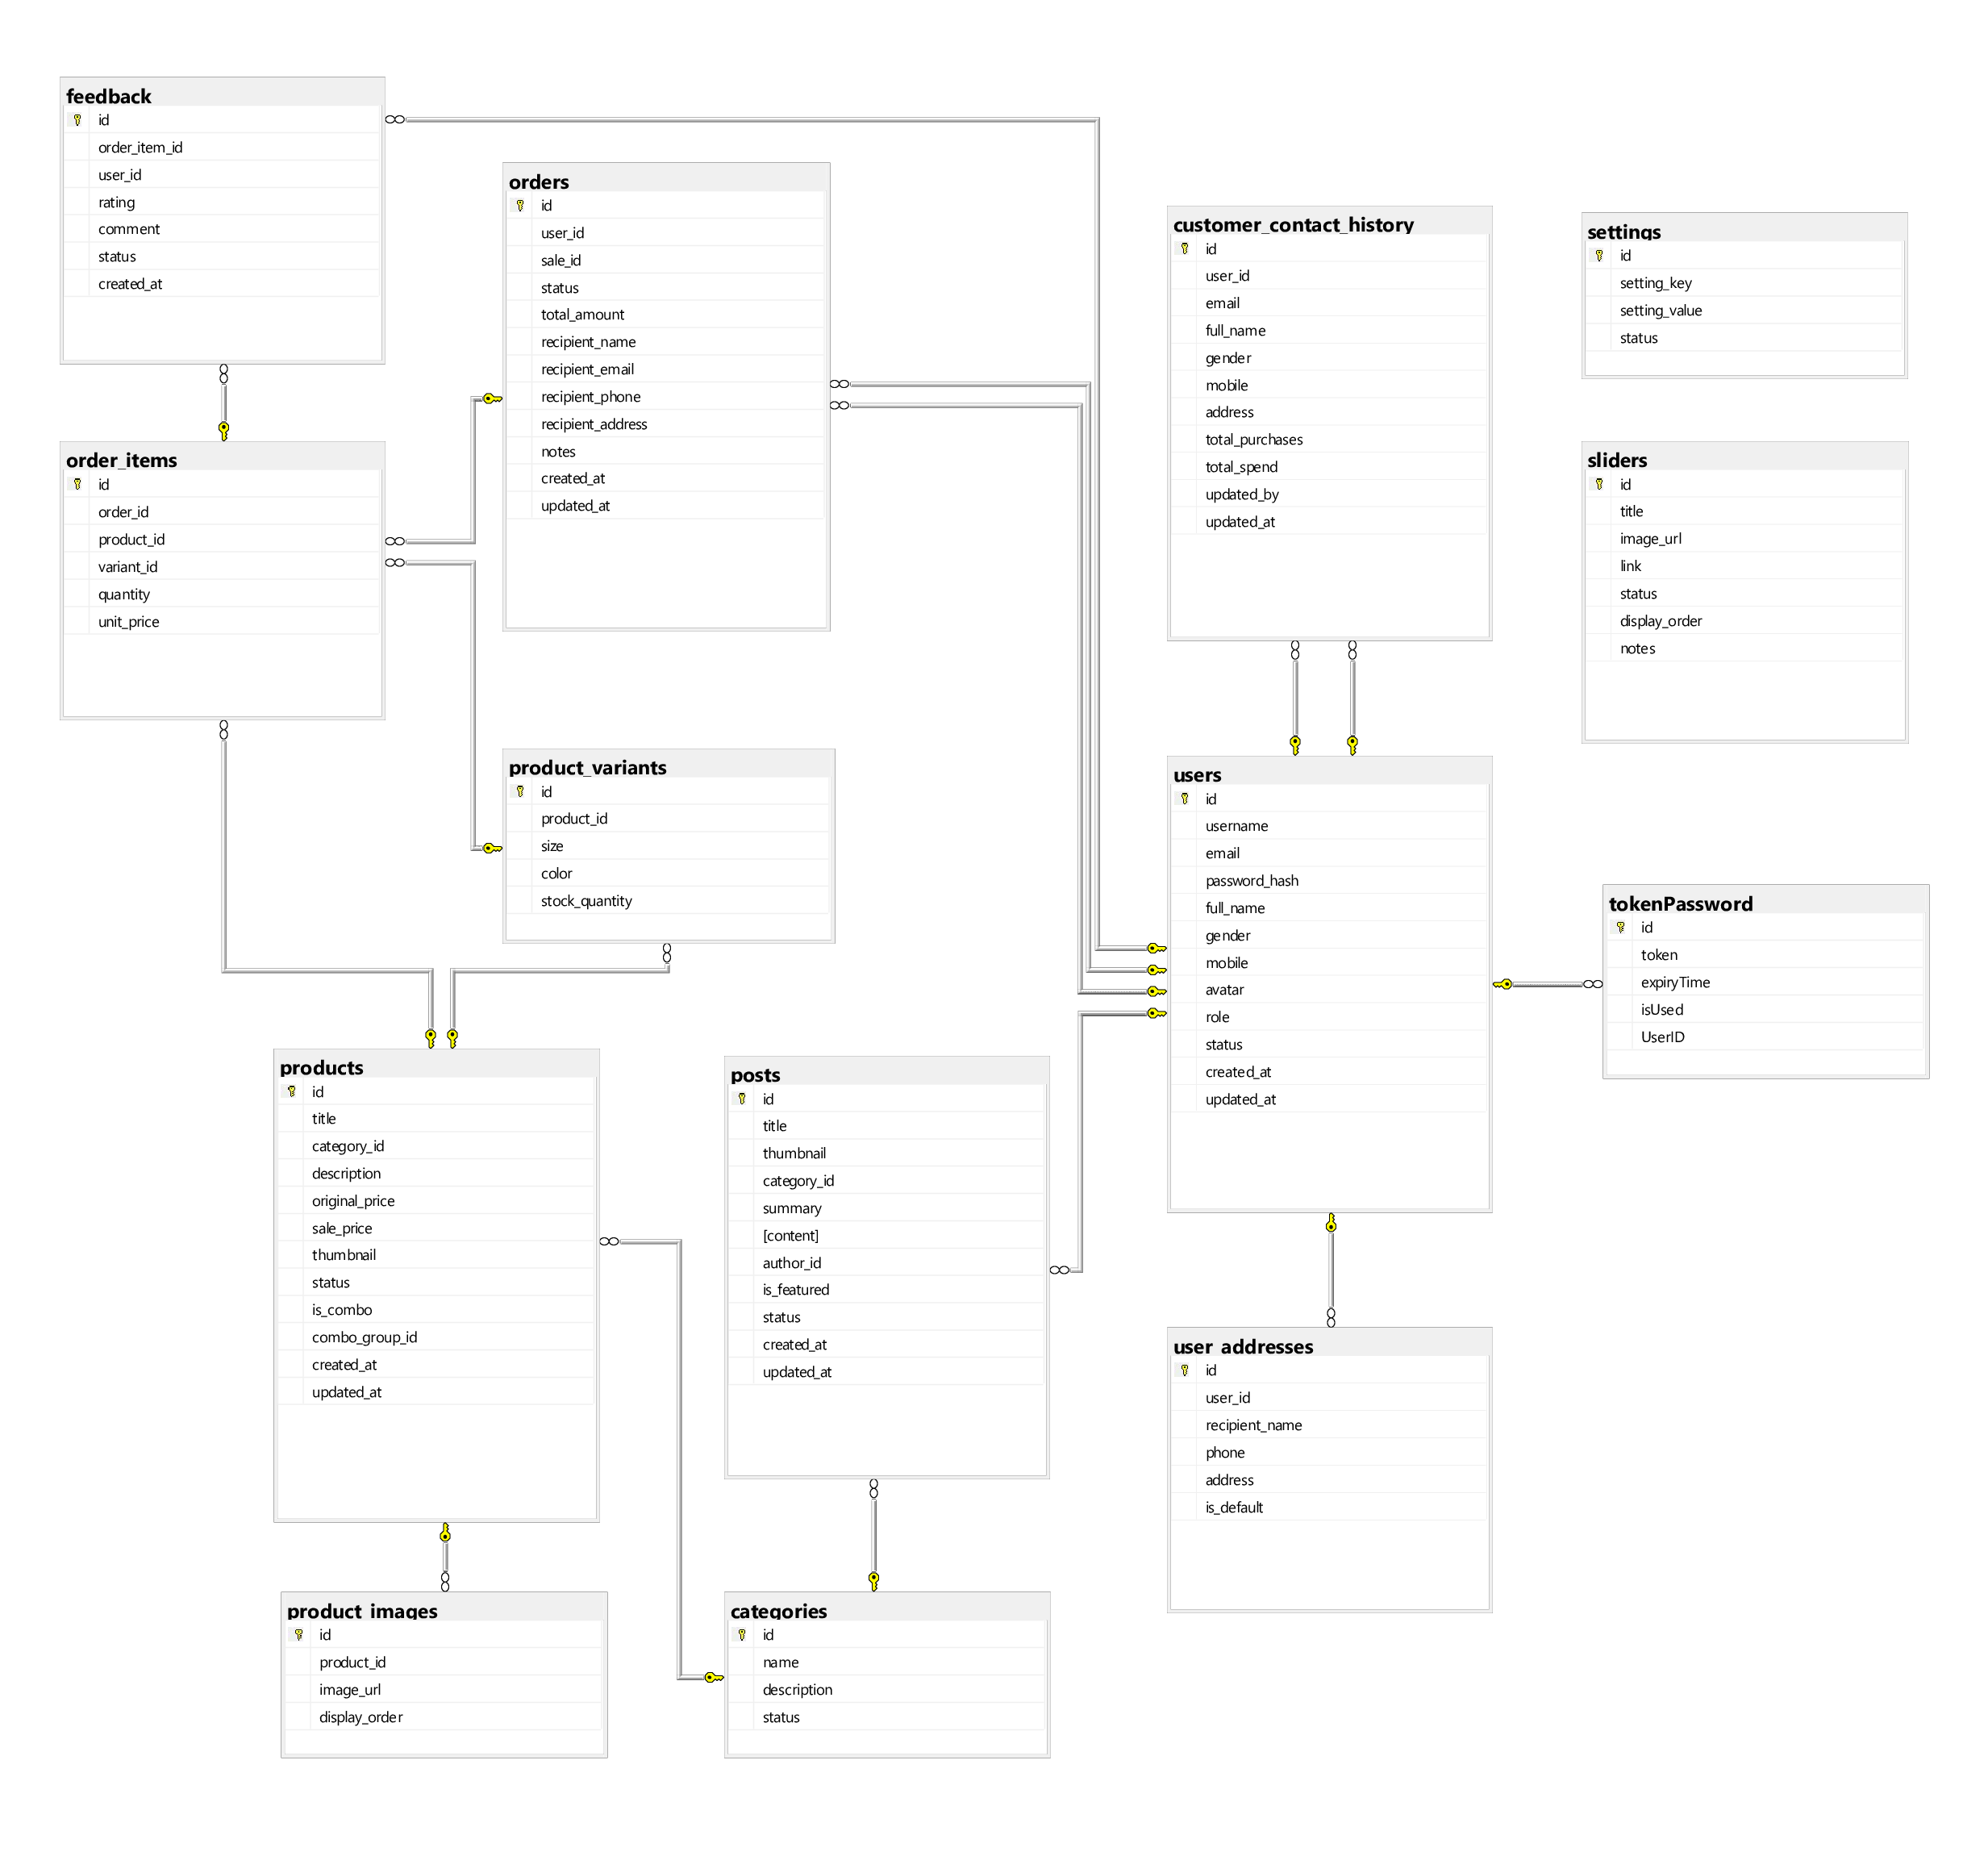 feedback
id
order_item_id
user_id
rating
comment
status
created_at
orders
id
user_id
sale_id
status
total_amount
recipient_name
recipient_email
recipient_phone
recipient_address
notes
created_at
updated_at
customer_contact_history
id
user_id
email
full_name
gender
mobile
address
total_purchases
total_spend
updated_by
updated_at
settings
id
setting_key
setting_value
status
order_items
id
order_id
product_id
variant_id
quantity
unit_price
sliders
id
title
image_url
link
status
display_order
notes
product_variants
id
product_id
size
color
stock_quantity
users
id
username
email
password_hash
full_name
gender
mobile
avatar
role
status
created_at
updated_at
tokenPassword
id
token
expiryTime
isUsed
UserID
products
id
title
category_id
description
original_price
sale_price
thumbnail
status
is_combo
combo_group_id
created_at
updated_at
posts
id
title
thumbnail
category_id
summary
[content]
author_id
is_featured
status
created_at
updated_at
user_addresses
id
user_id
recipient_name
phone
address
is_default
product_images
id
product_id
image_url
display_order
categories
id
name
description
status